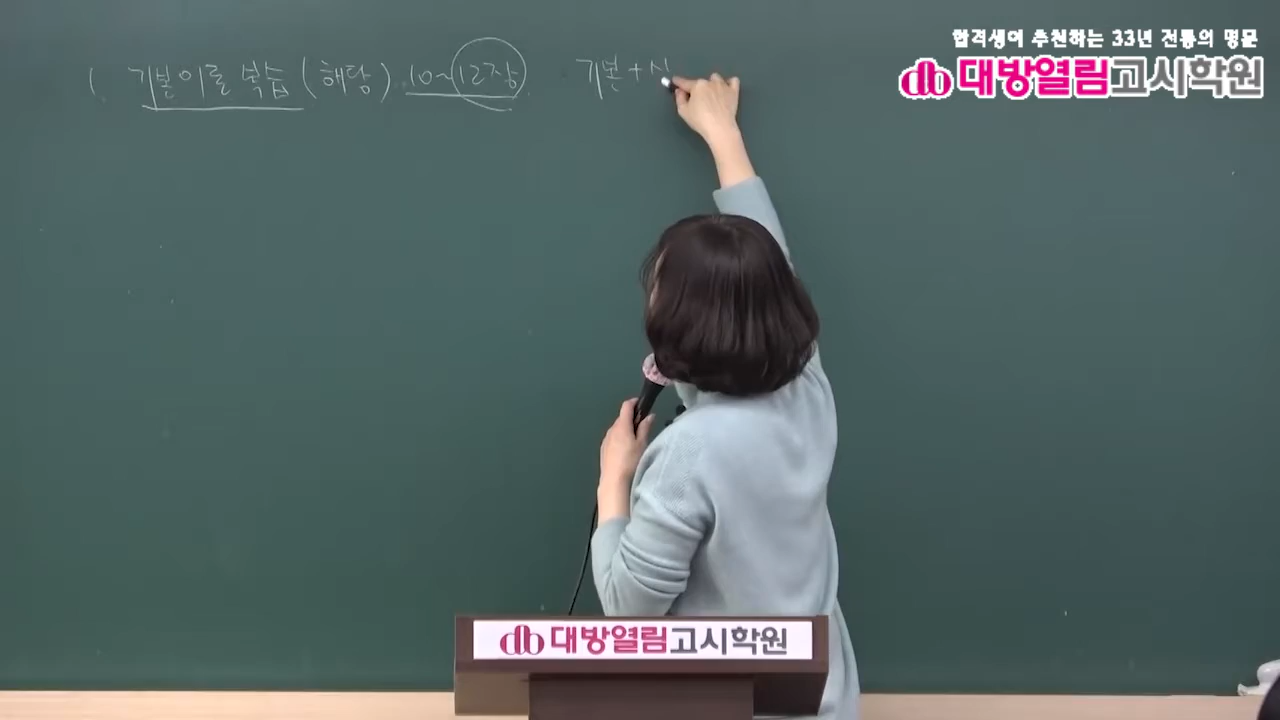 합격생이 추천하는 33년 전통의 명문
대방열림고시학원
1. 기본이론 복습 (해당) 10~12장 기본+시
대방열림고시학원